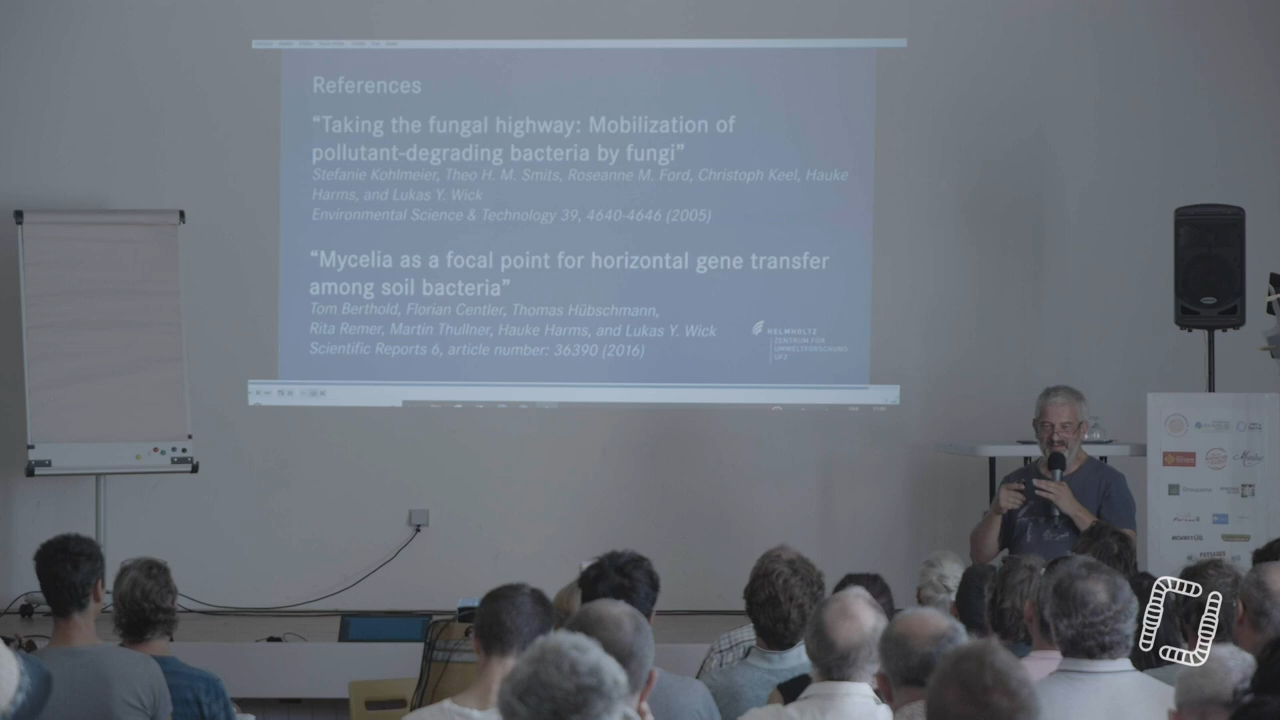 References
“Taking the fungal highway: Mobilization of
pollutant-degrading bacteria by fungi”
Stefanie Kohlmeier, Theo H. M. Smits, Roseanne M. Ford, Christoph Keel, Hauke
Harms, and Lukas Y. Wick
Environmental Science & Technology 39, 4640-4646 (2005)
“Mycelia as a focal point for horizontal gene transfer
among soil bacteria”
Tom Berthold, Florian Centler, Thomas Hübschmann,
Rita Remer, Martin Thullner, Hauke Harms, and Lukas Y. Wick
Scientific Reports 6, article number: 36390 (2016)
HELMHOLTZ
ZENTRUM FÜR
UMWELTFORSCHUNG
UFZ
Groupama